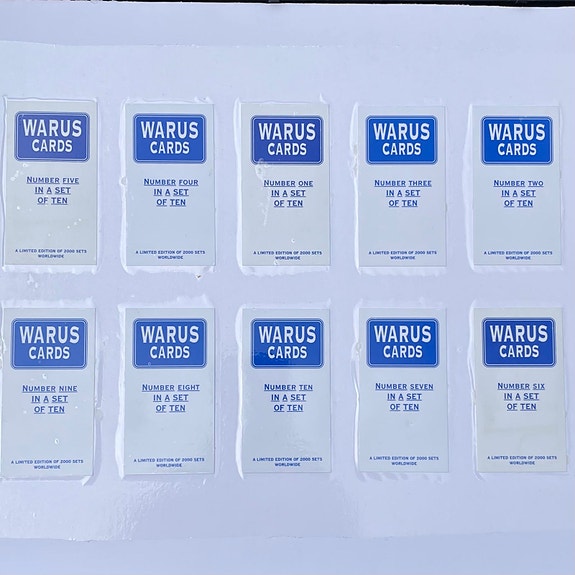 WARUS
CARDS
NUMBER FIVE
IN A SET
OF TEN
A LIMITED EDITION OF 2000 SETS
WORLDWIDE
WARUS
CARDS
NUMBER FOUR
IN A SET
OF TEN
A LIMITED EDITION OF 2000 SETS
WORLDWIDE
WARUS
CARDS
NUMBER ONE
IN A SET
OF TEN
A LIMITED EDITION OF 2000 SETS
WORLDWIDE
WARUS
CARDS
NUMBER THREE
IN A SET
OF TEN
A LIMITED EDITION OF 2000 SETS
WORLDWIDE
WARUS
CARDS
NUMBER TWO
IN A SET
OF TEN
A LIMITED EDITION OF 2000 SETS
WORLDWIDE
WARUS
CARDS
NUMBER NINE
IN A SET
OF TEN
A LIMITED EDITION OF 2000 SETS
WORLDWIDE
WARUS
CARDS
NUMBER EIGHT
IN A SET
OF TEN
A LIMITED EDITION OF 2000 SETS
WORLDWIDE
WARUS
CARDS
NUMBER TEN
IN A SET
OF TEN
A LIMITED EDITION OF 2000 SETS
WORLDWIDE
WARUS
CARDS
NUMBER SEVEN
IN A SET
OF TEN
A LIMITED EDITION OF 2000 SETS
WORLDWIDE
WARUS
CARDS
NUMBER SIX
IN A SET
OF TEN
A LIMITED EDITION OF 2000 SETS
WORLDWIDE